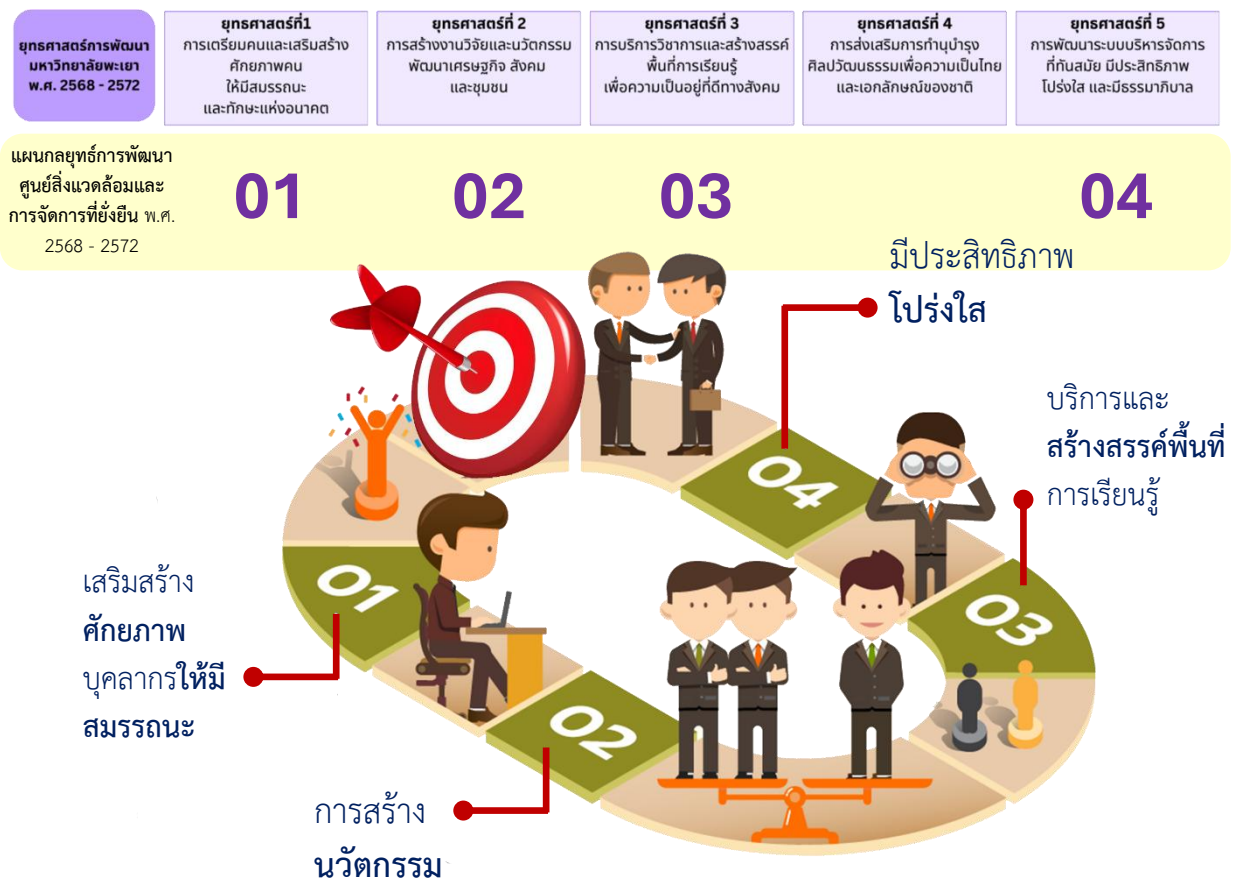 ยุทธศาสตร์การพัฒนา
มหาวิทยาลัยพะเยา
พ.ศ. 2568 - 2572
ยุทธศาสตร์ที่1
การเตรียมคนและเสริมสร้าง
ศักยภาพคน
ให้มีสมรรถนะ
และทักษะแห่งอนาคต
ยุทธศาสตร์ที่ 2
การสร้างงานวิจัยและนวัตกรรม
พัฒนาเศรษฐกิจ สังคม
และชุมชน
ยุทธศาสตร์ที่ 3
การบริการวิชาการและสร้างสรรค์
พื้นที่การเรียนรู้
เพื่อความเป็นอยู่ที่ดีทางสังคม
ยุทธศาสตร์ที่ 4
การส่งเสริมการทำนุบำรุง
ศิลปวัฒนธรรมเพื่อความเป็นไทย
และเอกลักษณ์ของชาติ
ยุทธศาสตร์ที่ 5
การพัฒนาระบบบริหารจัดการ
ที่ทันสมัย มีประสิทธิภาพ
โปร่งใส และมีธรรมาภิบาล
แผนกลยุทธ์การพัฒนา
ศูนย์สิ่งแวดล้อมและ
การจัดการที่ยั่งยืน พ.ศ.
2568 - 2572
01
02
03
04
มีประสิทธิภาพ
โปร่งใส
บริการและ
สร้างสรรค์พื้นที่
การเรียนรู้
04
01
03
02
เสริมสร้าง
ศักยภาพ
บุคลากรให้มี
สมรรถนะ
การสร้าง
นวัตกรรม